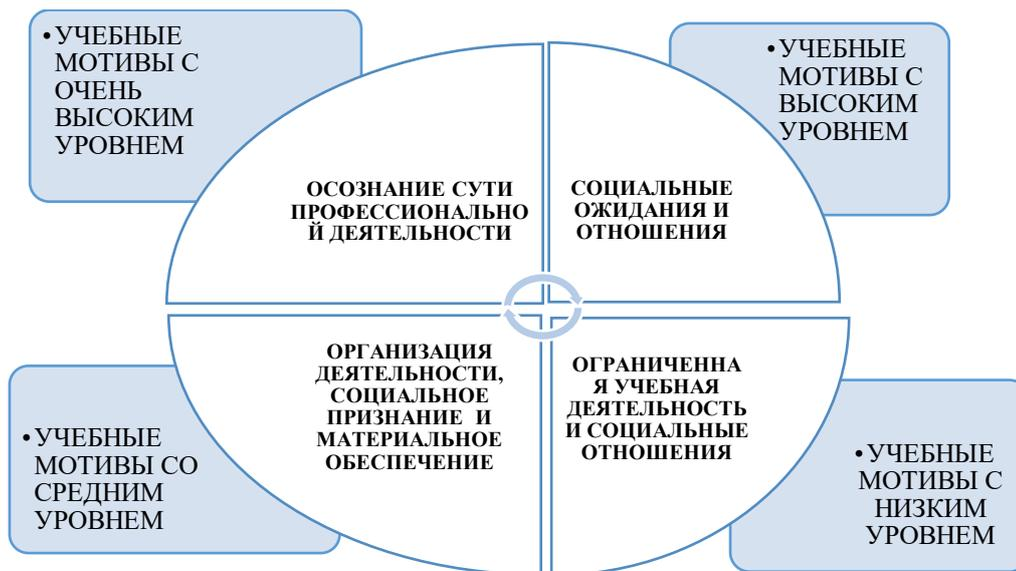 •УЧЕБНЫЕ
МОТИВЫ С
ОЧЕНЬ
ВЫСОКИМ
УРОВНЕМ
•УЧЕБНЫЕ
МОТИВЫ С
ВЫСОКИМ
УРОВНЕМ
ОСОЗНАНИЕ СУТИ
ПРОФЕССИОНАЛЬНО
Й ДЕЯТЕЛЬНОСТИ
СОЦИАЛЬНЫЕ
ОЖИДАНИЯ И
ОТНОШЕНИЯ
ОРГАНИЗАЦИЯ
ДЕЯТЕЛЬНОСТИ,
СОЦИАЛЬНОЕ
ПРИЗНАНИЕ И
МАТЕРИАЛЬНОЕ
ОБЕСПЕЧЕНИЕ
ОГРАНИЧЕННА
Я УЧЕБНАЯ
ДЕЯТЕЛЬНОСТЬ
И СОЦИАЛЬНЫЕ
ОТНОШЕНИЯ
•УЧЕБНЫЕ
МОТИВЫ СО
СРЕДНИМ
УРОВНЕМ
•УЧЕБНЫЕ
МОТИВЫ С
НИЗКИМ
УРОВНЕМ